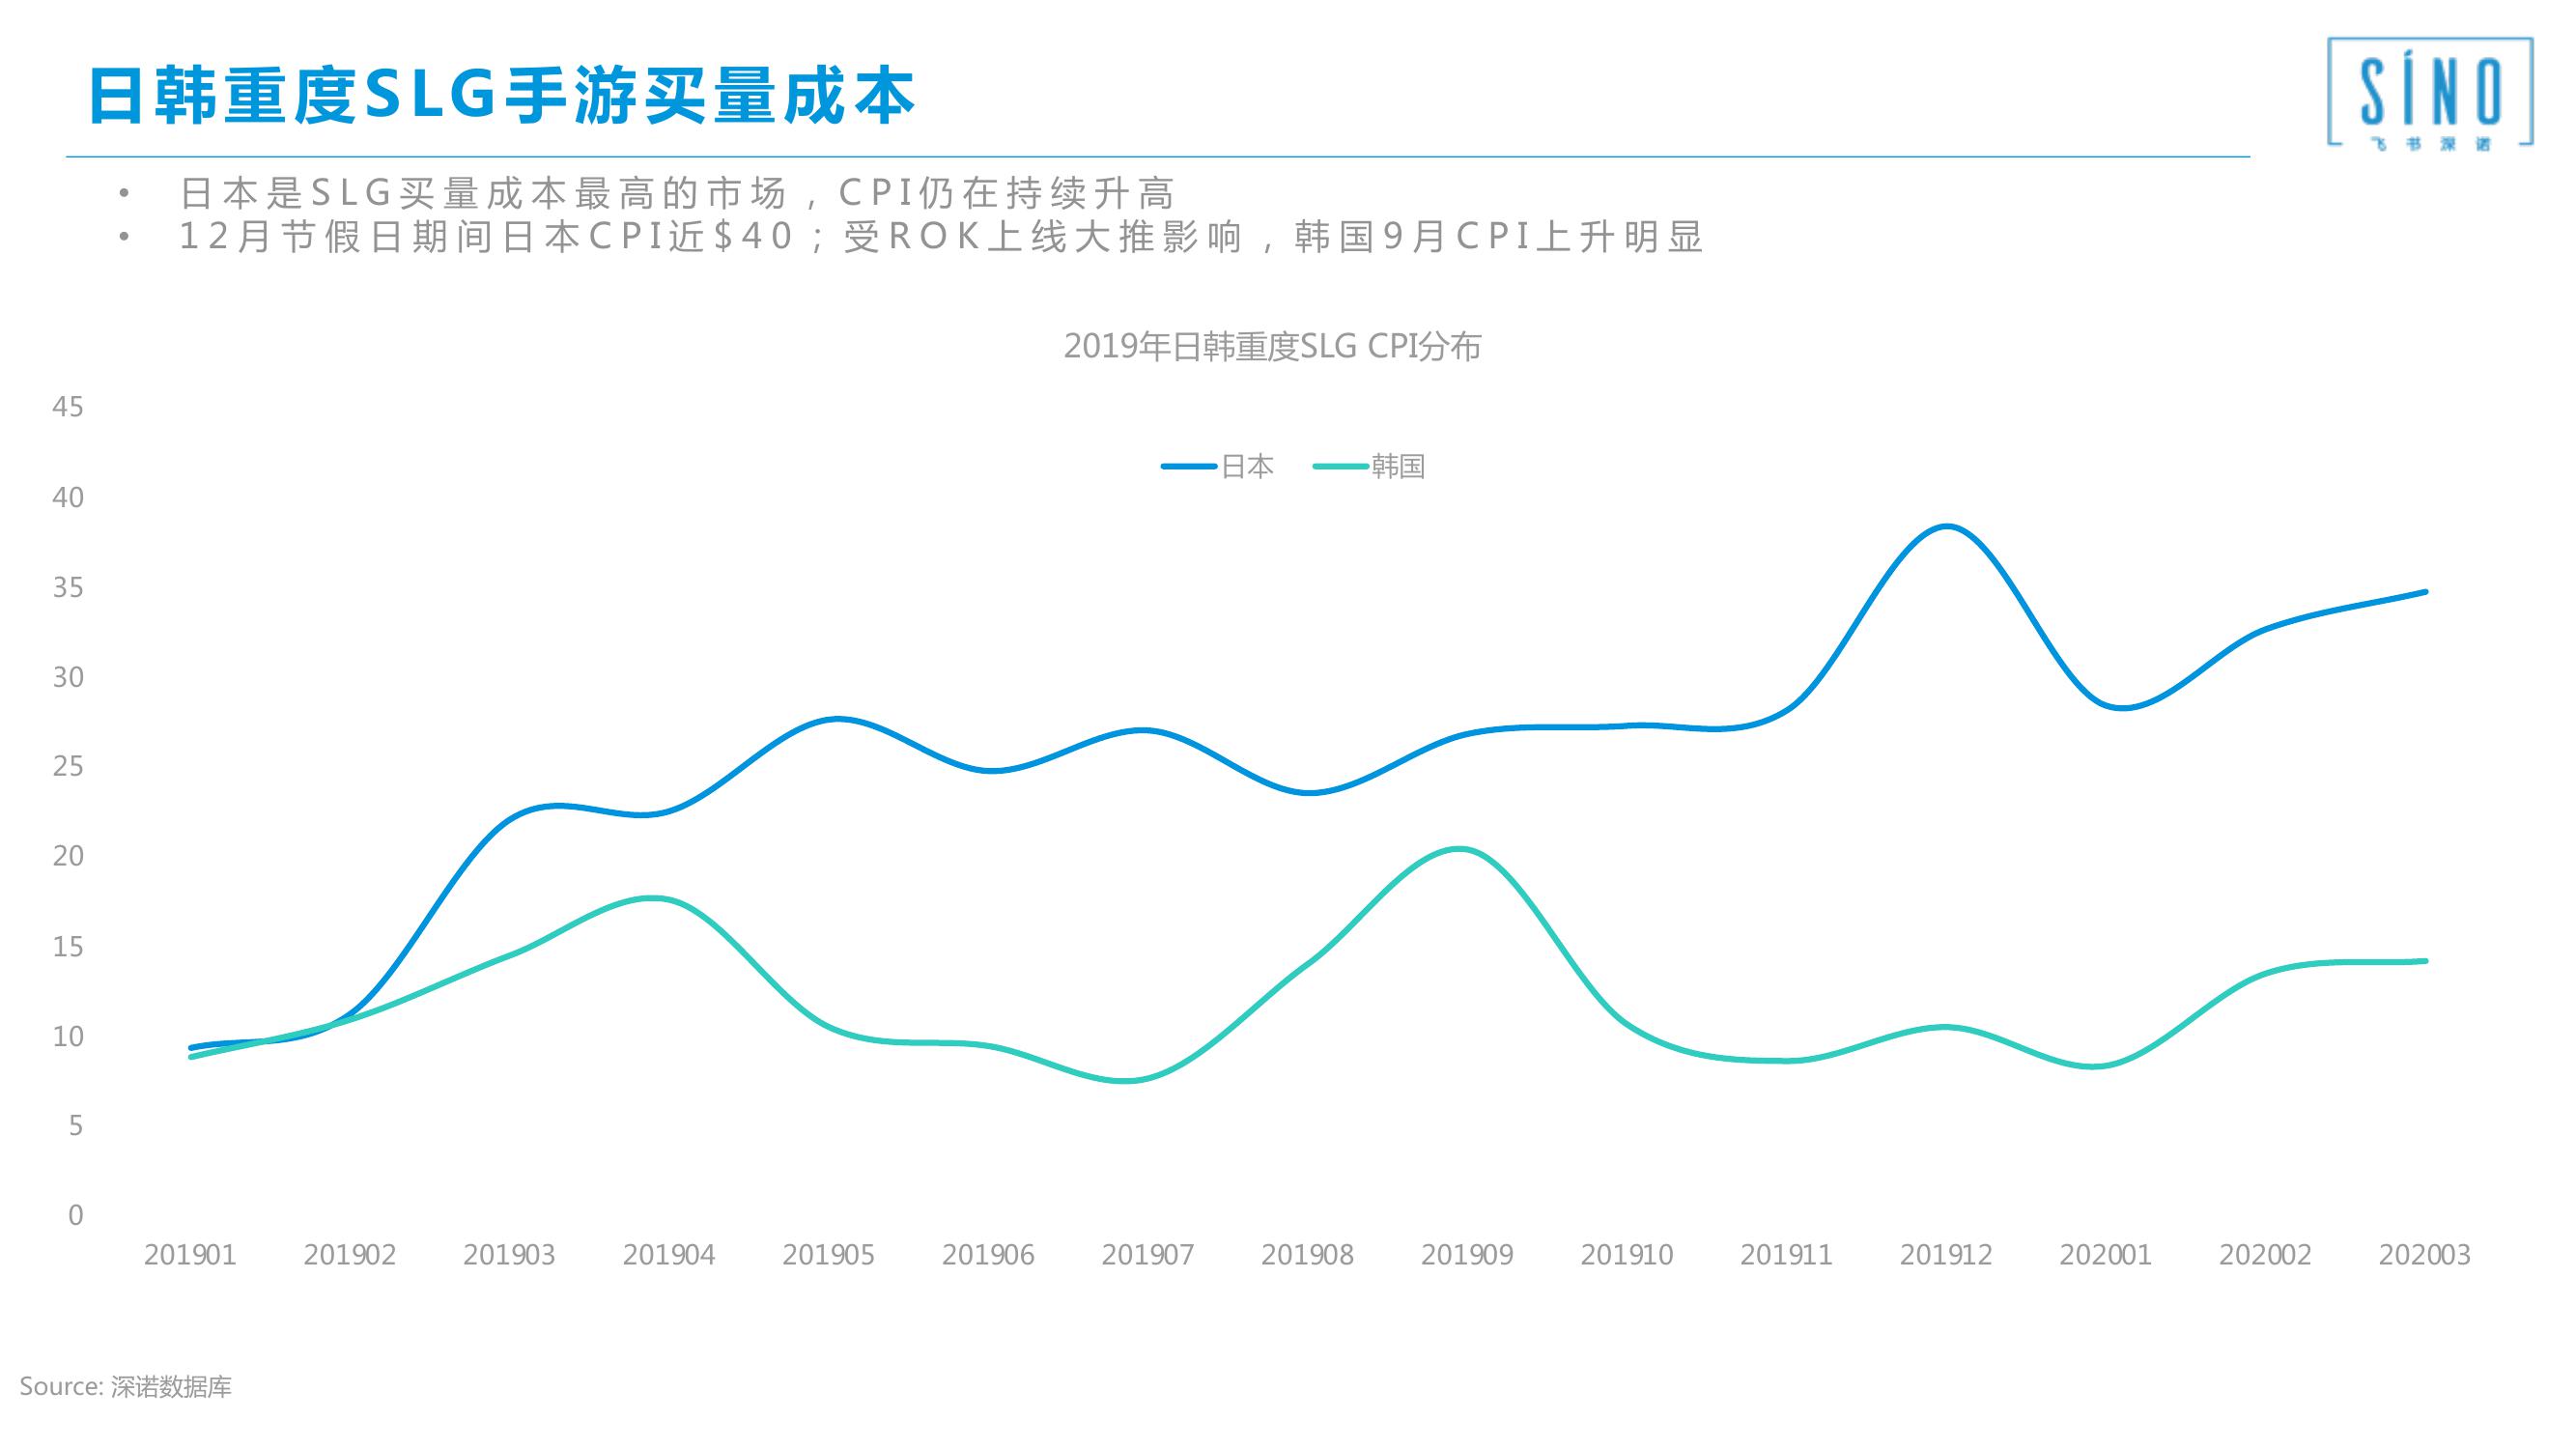 日韩重度SLG手游买量成本
SÍNO
飞书深诺
• 日本是SLG买量成本最高的市场，CPI仍在持续升高
• 12月节假日期间日本CPI近$40；受ROK上线大推影响，韩国9月CPI上升明显
2019年日韩重度SLG CPI分布
日本 韩国
45
40
35
30
25
20
15
10
5
0
201901 201902 201903 201904 201905 201906 201907 201908 201909 201910 201911 201912 202001 202002 202003
Source: 深诺数据库